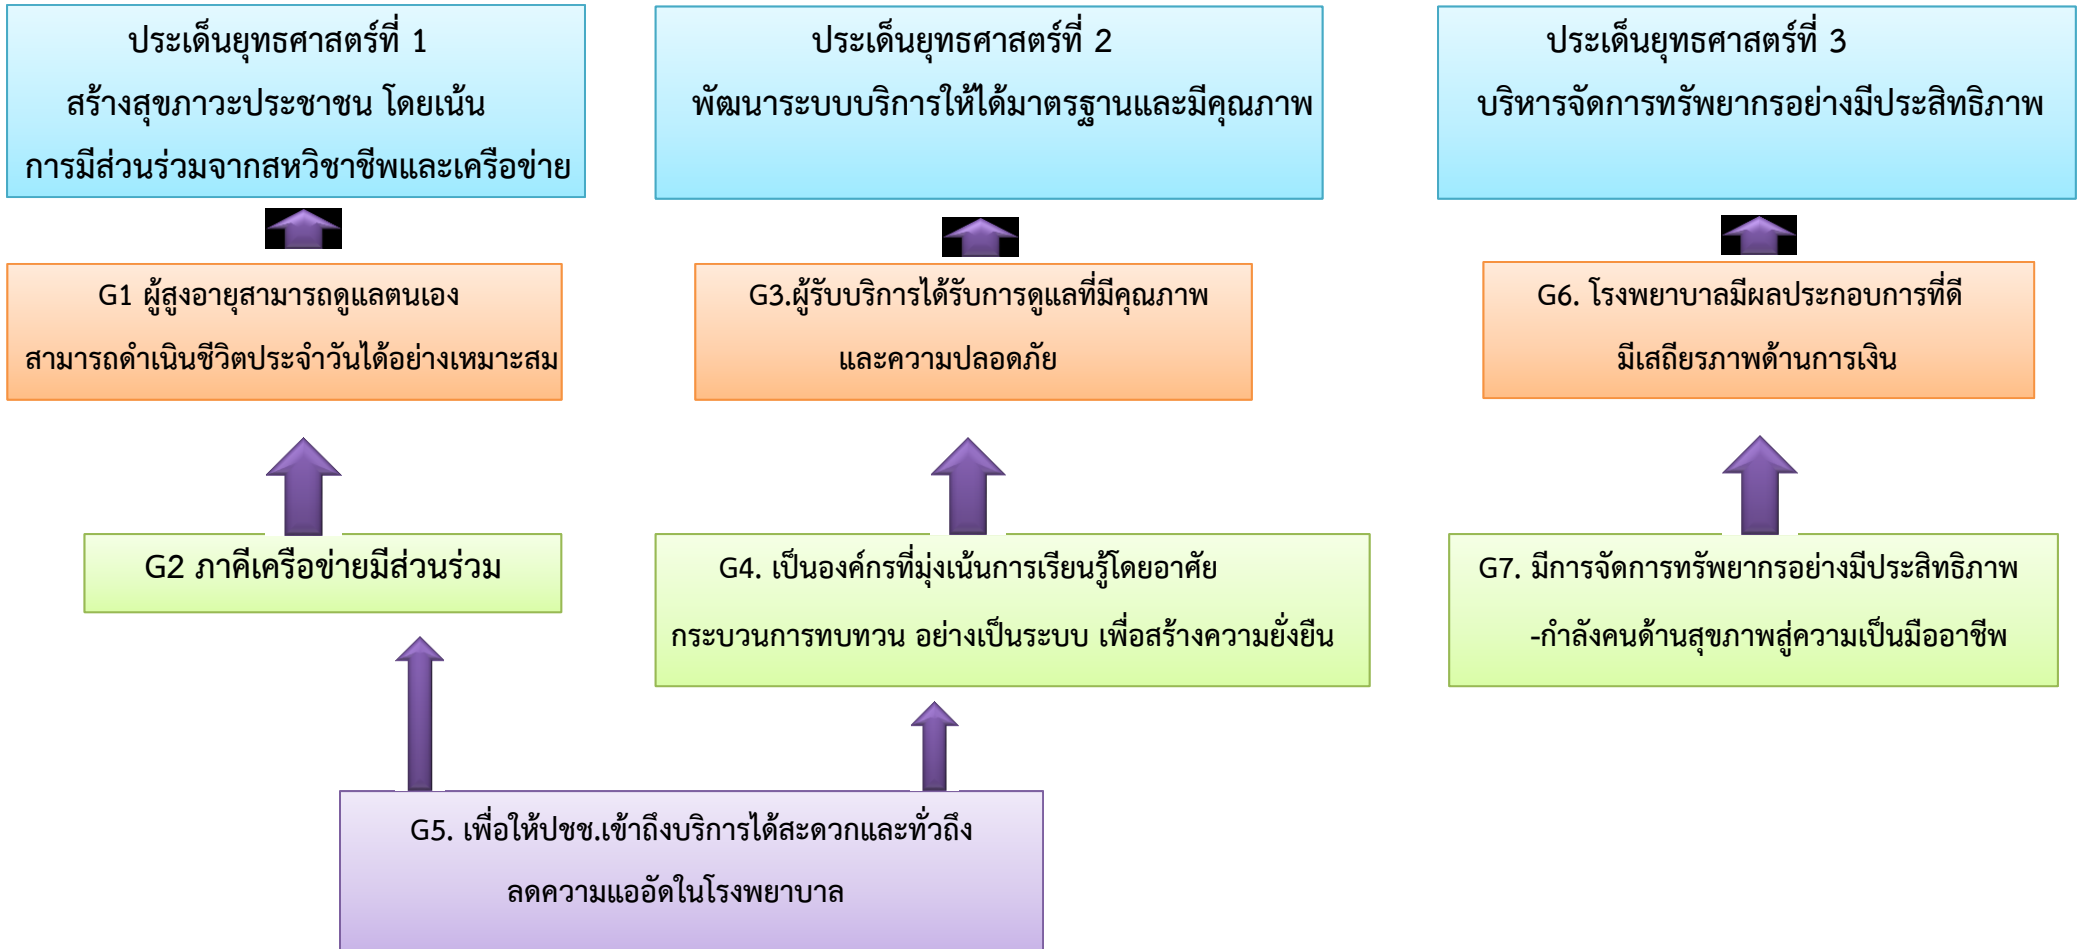 ประเด็นยุทธศาสตร์ที่ 1
สร้างสุขภาวะประชาชน โดยเน้น
การมีส่วนร่วมจากสหวิชาชีพและเครือข่าย
ประเด็นยุทธศาสตร์ที่ 2
พัฒนาระบบบริการให้ได้มาตรฐานและมีคุณภาพ
ประเด็นยุทธศาสตร์ที่ 3
บริหารจัดการทรัพยากรอย่างมีประสิทธิภาพ
G1 ผู้สูงอายุสามารถดูแลตนเอง
สามารถดำเนินชีวิตประจำวันได้อย่างเหมาะสม
G3.ผู้รับบริการได้รับการดูแลที่มีคุณภาพ
และความปลอดภัย
G6. โรงพยาบาลมีผลประกอบการที่ดี
มีเสถียรภาพด้านการเงิน
G2 ภาคีเครือข่ายมีส่วนร่วม
G4. เป็นองค์กรที่มุ่งเน้นการเรียนรู้โดยอาศัย
กระบวนการทบทวน อย่างเป็นระบบ เพื่อสร้างความยั่งยืน
G7. มีการจัดการทรัพยากรอย่างมีประสิทธิภาพ
-กำลังคนด้านสุขภาพสู่ความเป็นมืออาชีพ
G5. เพื่อให้ปชช.เข้าถึงบริการได้สะดวกและทั่วถึง
ลดความแออัดในโรงพยาบาล